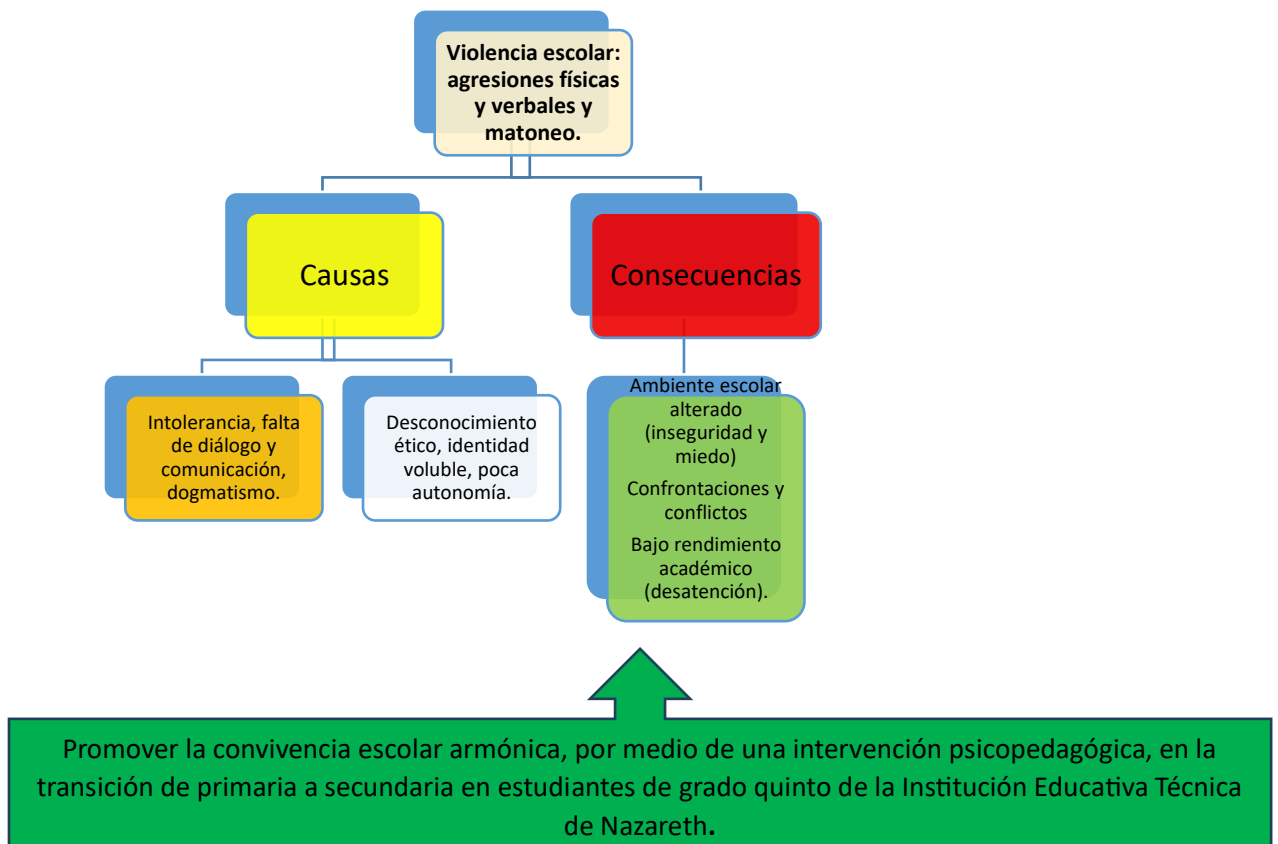 Violencia escolar:
agresiones físicas
y verbales y
matoneo.
Causas
Consecuencias
Intolerancia, falta
de diálogo y
comunicación,
dogmatismo.
Desconocimiento
ético, identidad
voluble, poca
autonomía.
Ambiente escolar
alterado
(inseguridad y
miedo)
Confrontaciones y
conflictos
Bajo rendimiento
académico
(desatención).
Promover la convivencia escolar armónica, por medio de una intervención psicopedagógica, en la
transición de primaria a secundaria en estudiantes de grado quinto de la Institución Educativa Técnica
de Nazareth.